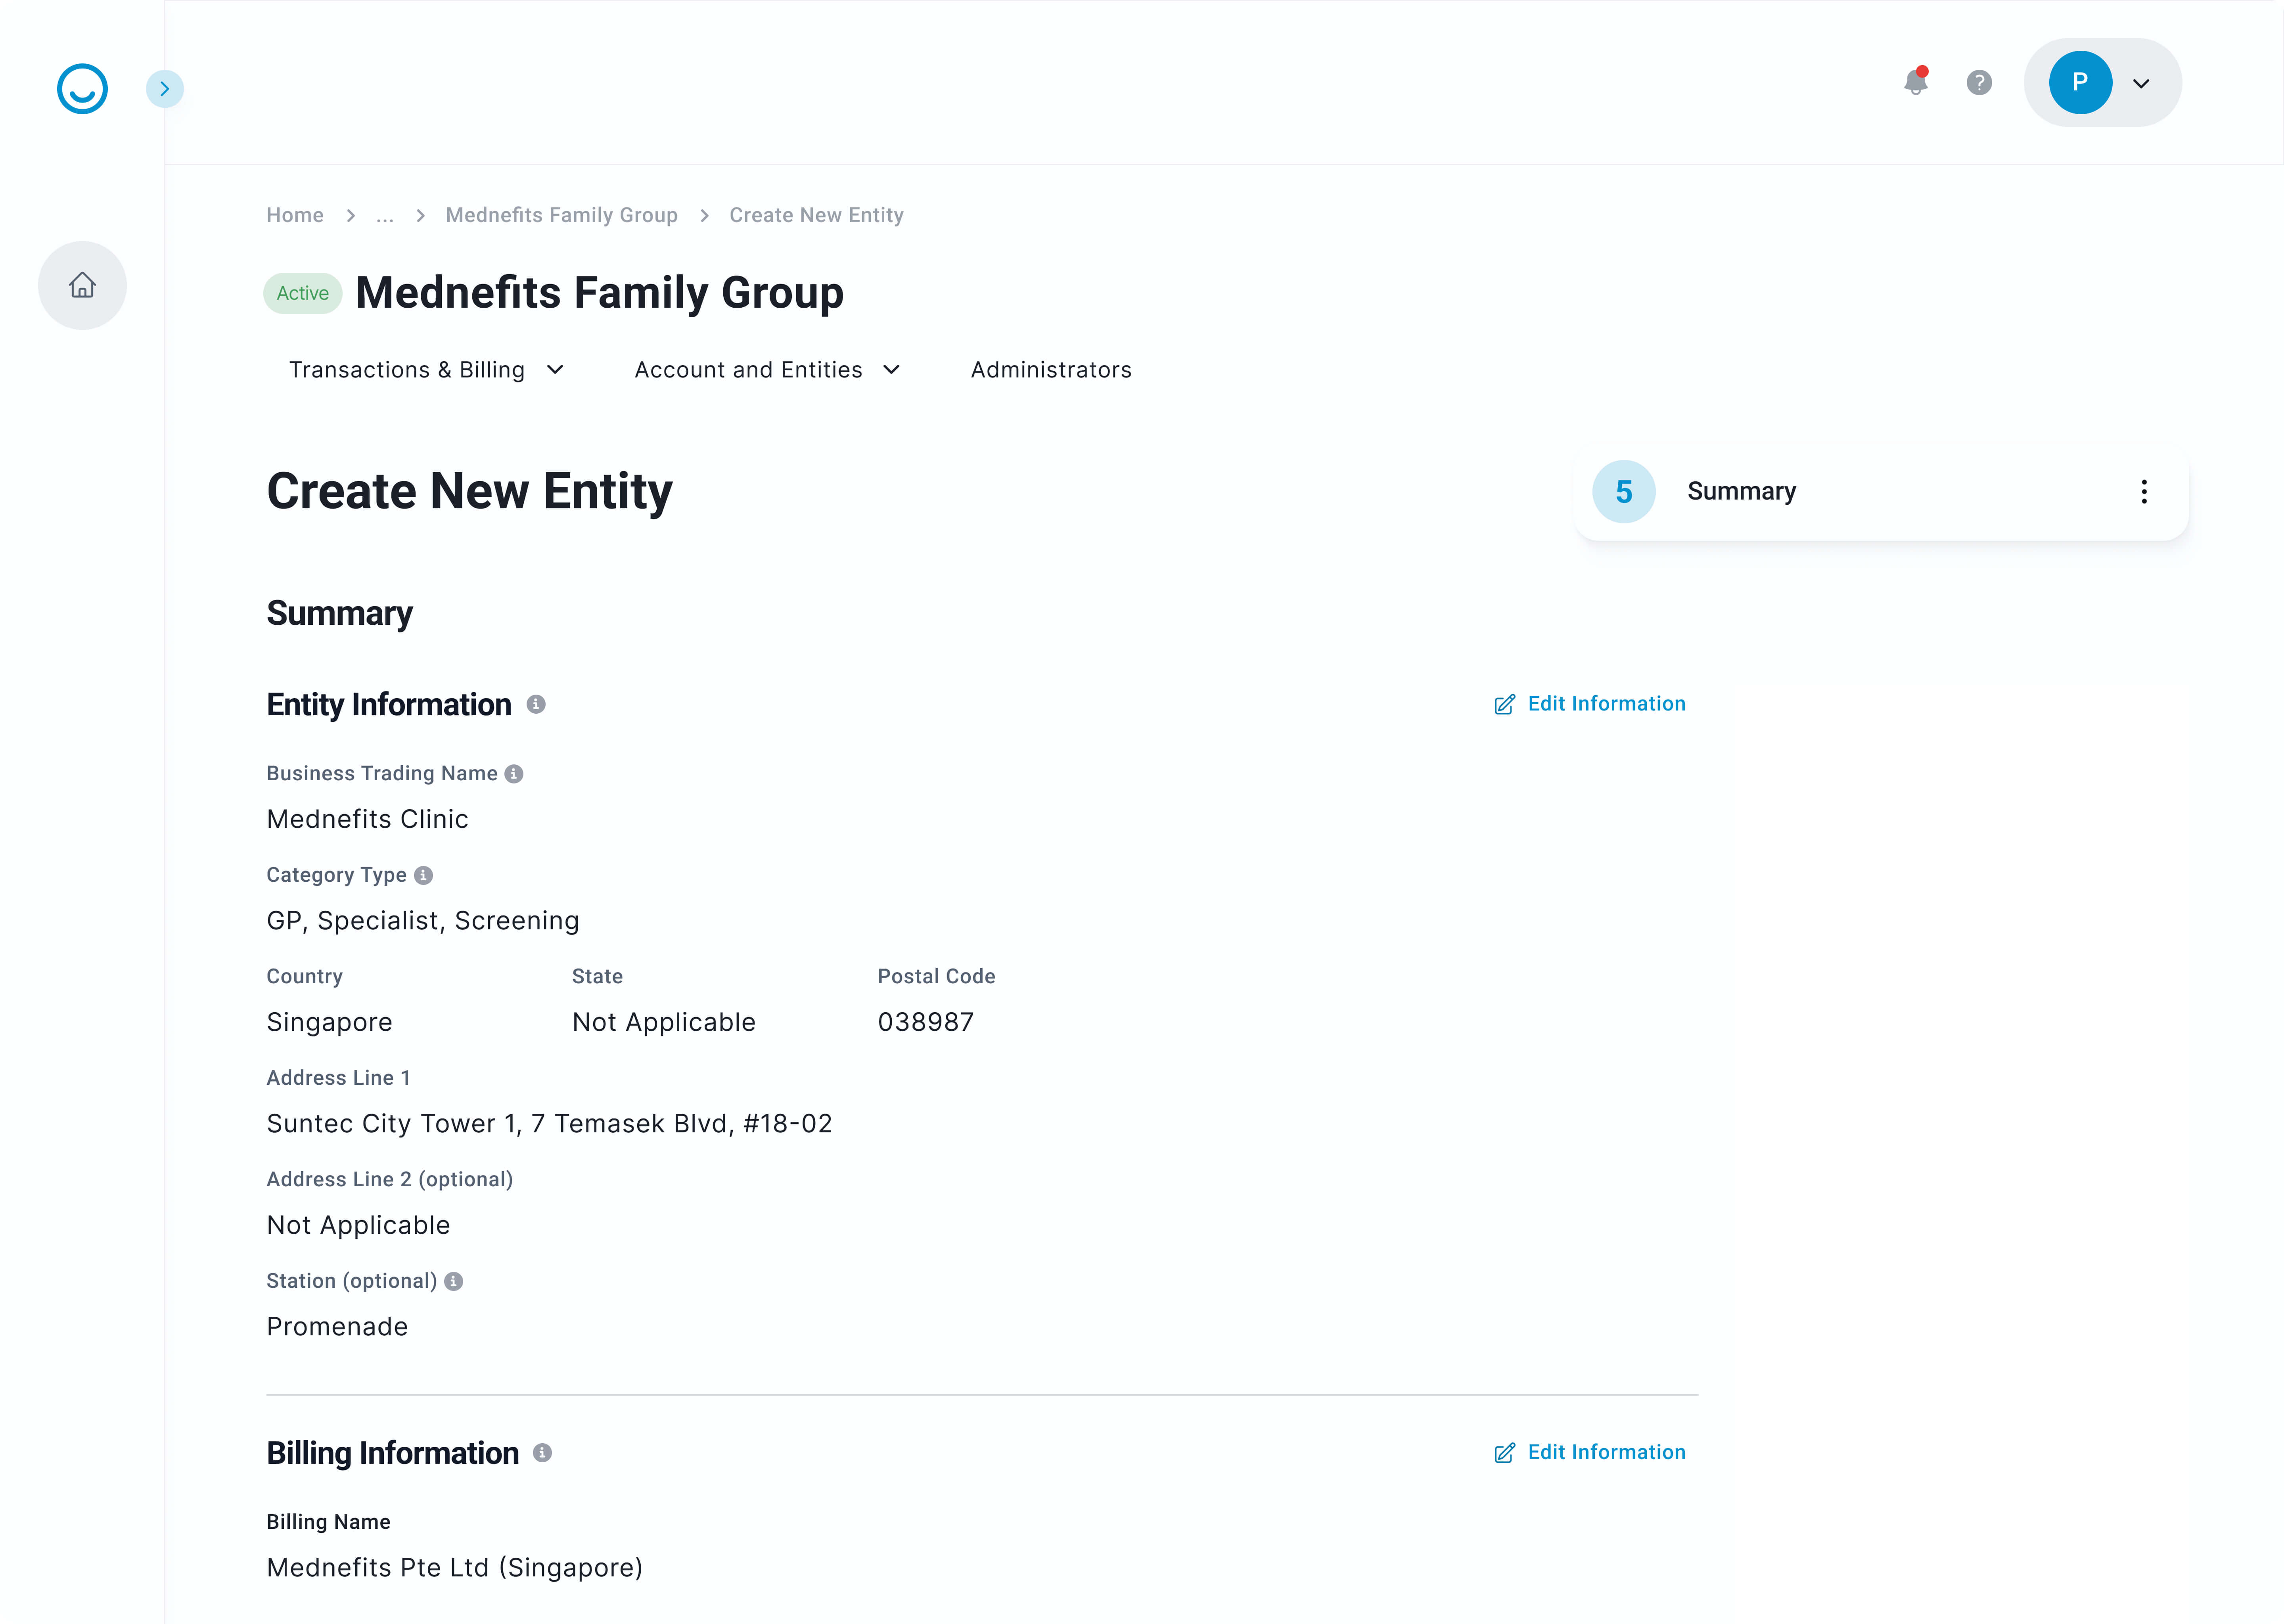 P
Home > ... > Mednefits Family Group > Create New Entity
Active Mednefits Family Group
Transactions & Billing Account and Entities Administrators
Create New Entity
5 Summary
Summary
Entity Information
Edit Information
Business Trading Name
Mednefits Clinic
Category Type
GP, Specialist, Screening
Country State Postal Code
Singapore Not Applicable 038987
Address Line 1
Suntec City Tower 1, 7 Temasek Blvd, #18-02
Address Line 2 (optional)
Not Applicable
Station (optional)
Promenade
Billing Information
Edit Information
Billing Name
Mednefits Pte Ltd (Singapore)